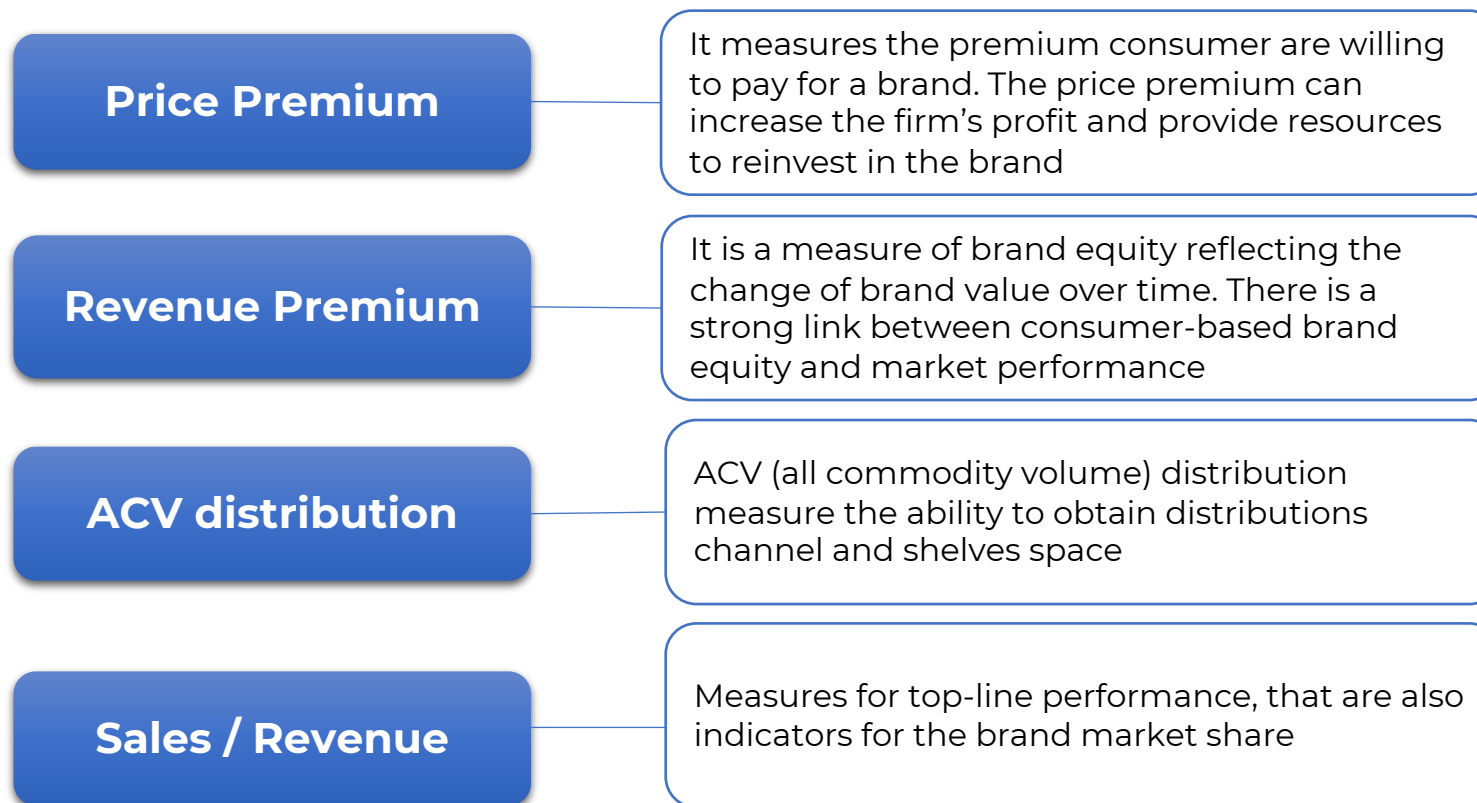 Price Premium
It measures the premium consumer are willing
to pay for a brand. The price premium can
increase the firm’s profit and provide resources
to reinvest in the brand
Revenue Premium
It is a measure of brand equity reflecting the
change of brand value over time. There is a
strong link between consumer-based brand
equity and market performance
ACV distribution
ACV (all commodity volume) distribution
measure the ability to obtain distributions
channel and shelves space
Sales / Revenue
Measures for top-line performance, that are also
indicators for the brand market share